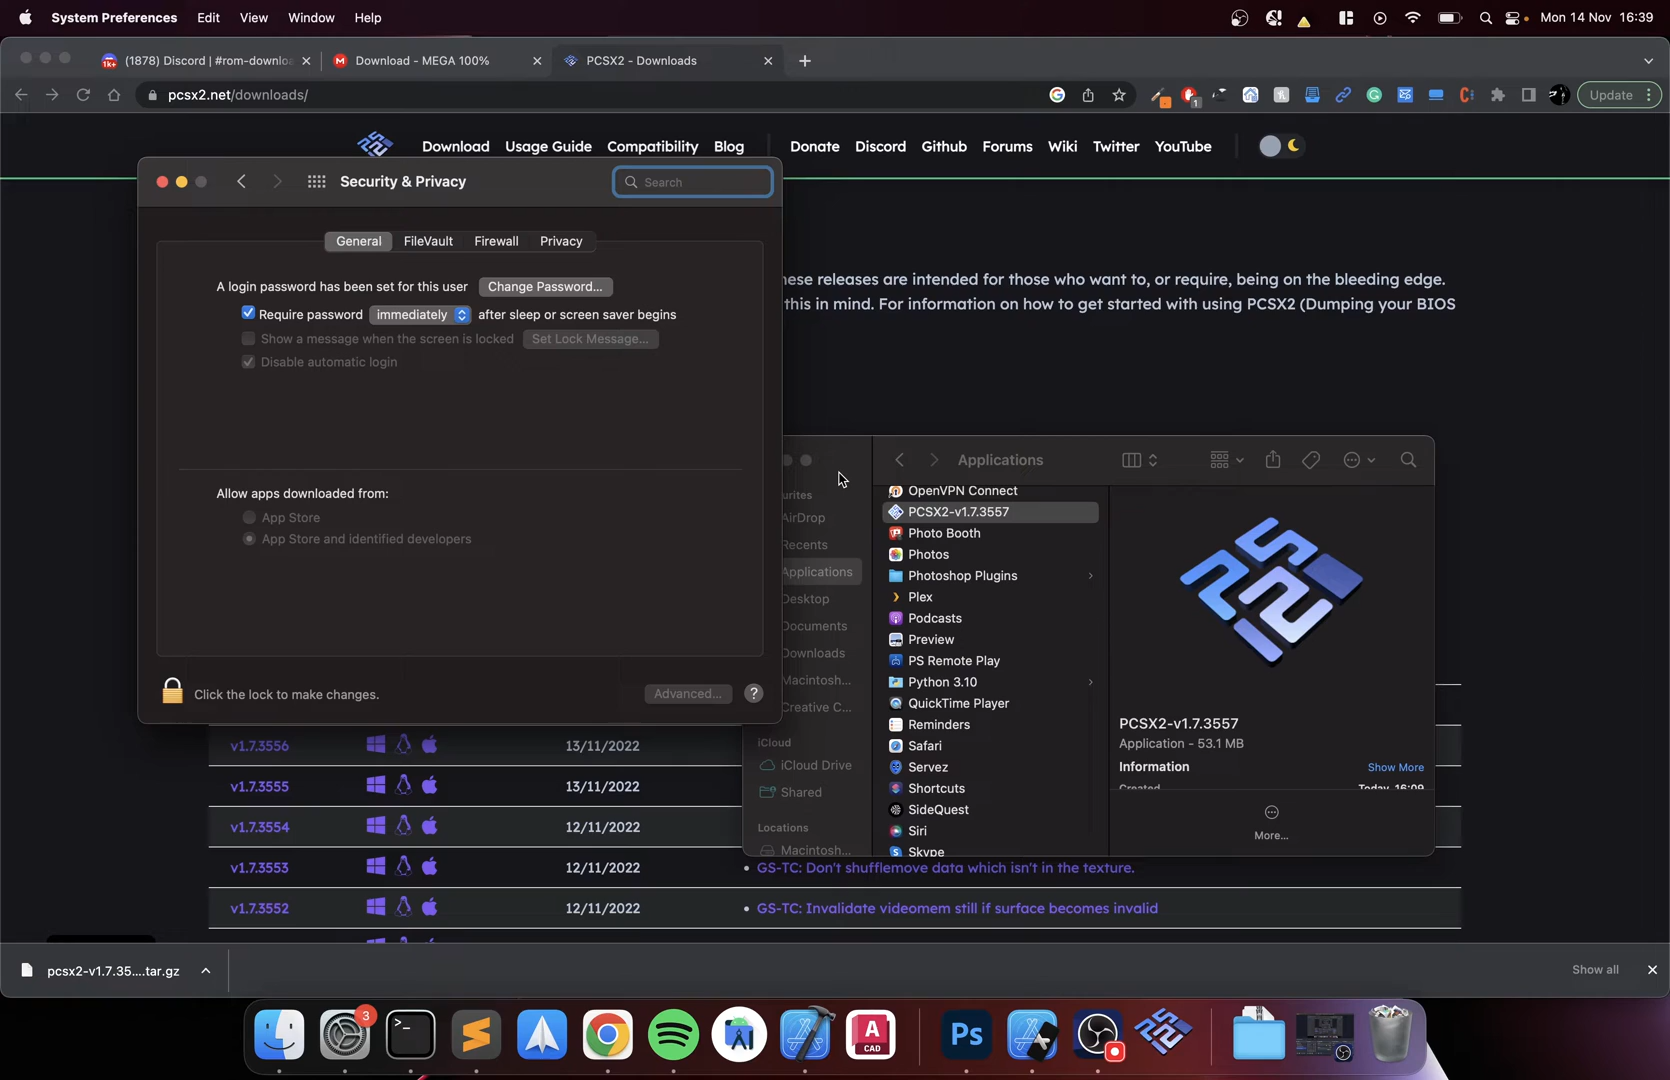 System Preferences Edit View Window Help Mon 14 Nov 16:39
(1878) Discord | #rom-downlo Download - MEGA 100% PCSX2 - Downloads
pcsx2.net/downloads/ Update
Download Usage Guide Compatibility Blog Donate Discord Github Forums Wiki Twitter YouTube
Security & Privacy Search
General FileVault Firewall Privacy
A login password has been set for this user Change Password...
Require password immediately after sleep or screen saver begins
Show a message when the screen is locked Set Lock Message...
Disable automatic login
Allow apps downloaded from:
App Store
App Store and identified developers
Click the lock to make changes. Advanced... ?
hese releases are intended for those who want to, or require, being on the bleeding edge.
this in mind. For information on how to get started with using PCSX2 (Dumping your BIOS
Applications
urites
AirDrop
Recents
Applications
Desktop
Documents
Downloads
Macintosh...
Creative C...
iCloud
iCloud Drive
Shared
Locations
Macintosh...
OpenVPN Connect
PCSX2-v1.7.3557
Photo Booth
Photos
Photoshop Plugins
Plex
Podcasts
Preview
PS Remote Play
Python 3.10
QuickTime Player
Reminders
Safari
Servez
Shortcuts
SideQuest
Siri
Skype
PCSX2-v1.7.3557
Application - 53.1 MB
Information Show More
Created Today, 16:09
More...
v1.7.3556 13/11/2022
v1.7.3555 13/11/2022
v1.7.3554 12/11/2022
v1.7.3553 12/11/2022 • GS-TC: Don't shufflemove data which isn't in the texture.
v1.7.3552 12/11/2022 • GS-TC: Invalidate videomem still if surface becomes invalid
pcsx2-v1.7.35....tar.gz Show all
3
Ps
A
CAD